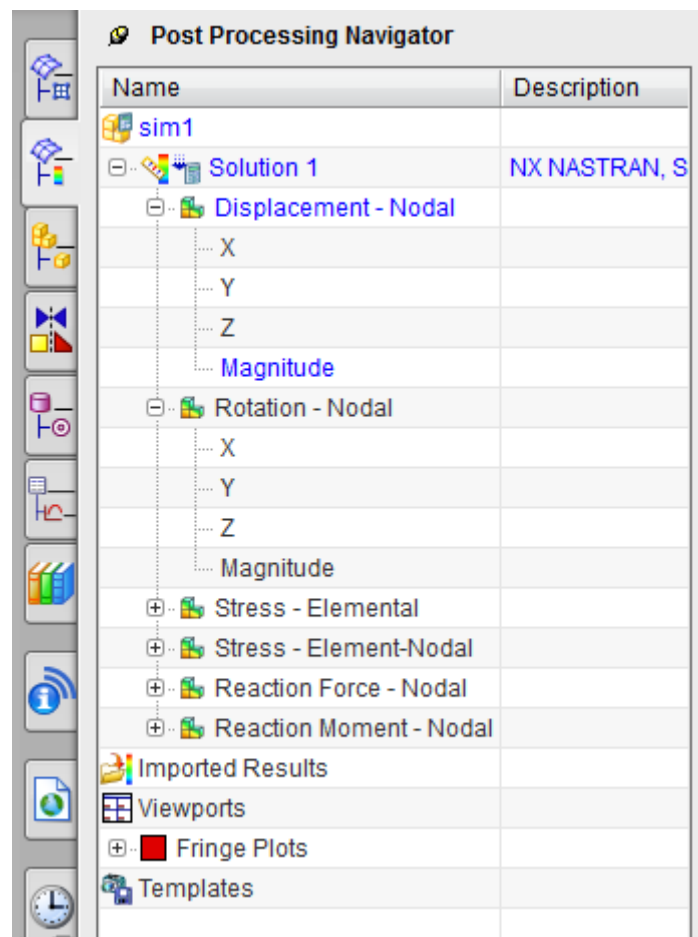 Post Processing Navigator
Name Description
sim1
Solution 1 NX NASTRAN, S
Displacement - Nodal
X
Y
Z
Magnitude
Rotation - Nodal
X
Y
Z
Magnitude
Stress - Elemental
Stress - Element-Nodal
Reaction Force - Nodal
Reaction Moment - Nodal
Imported Results
Viewports
Fringe Plots
Templates